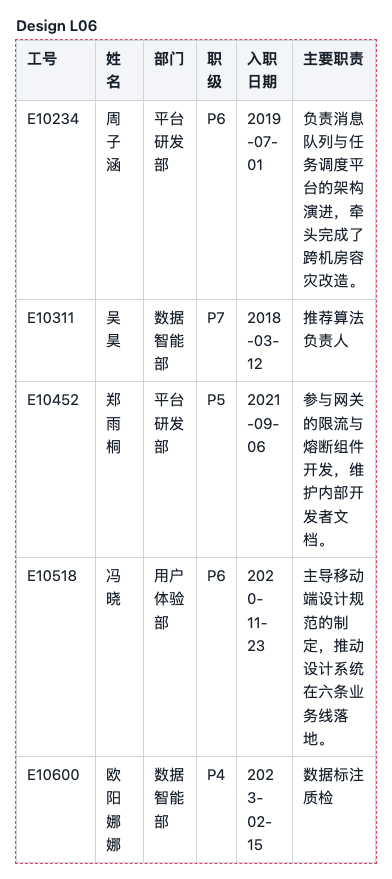 Design L06
工号 姓名 部门 职级 入职日期 主要职责
E10234 周子涵 平台研发部 P6 2019-07-01 负责消息队列与任务调度平台的架构演进，牵头完成了跨机房容灾改造。
E10311 吴昊 数据智能部 P7 2018-03-12 推荐算法负责人
E10452 郑雨桐 平台研发部 P5 2021-09-06 参与网关的限流与熔断组件开发，维护内部开发者文档。
E10518 冯晓 用户体验部 P6 2020-11-23 主导移动端设计规范的制定，推动设计系统在六条业务线落地。
E10600 欧阳娜娜 数据智能部 P4 2023-02-15 数据标注质检